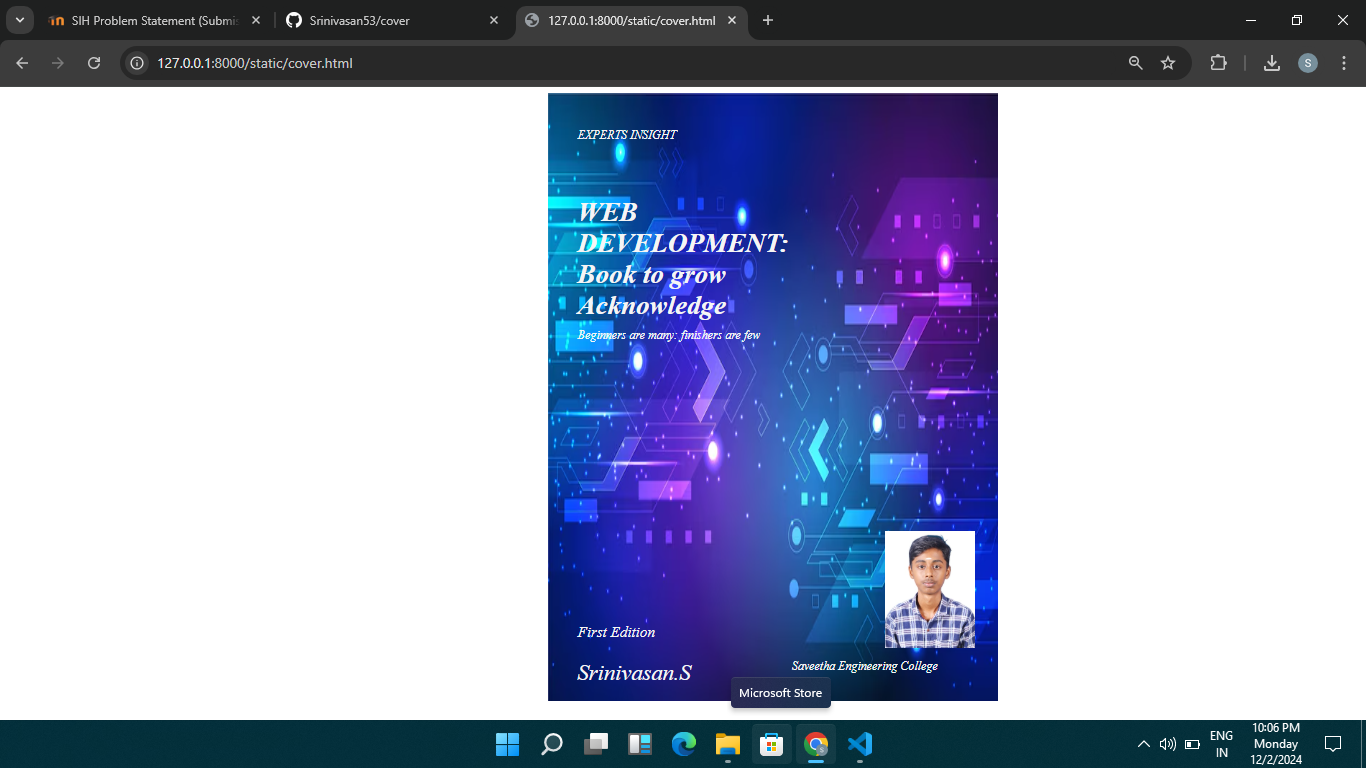 SIH Problem Statement (Submis
Srinivasan53/cover
127.0.0.1:8000/static/cover.html
127.0.0.1:8000/static/cover.html
S
EXPERTS INSIGHT
WEB
DEVELOPMENT:
Book to grow
Acknowledge
Beginners are many: finishers are few
First Edition
Srinivasan.S
Saveetha Engineering College
Microsoft Store
ENG
IN
10:06 PM
Monday
12/2/2024